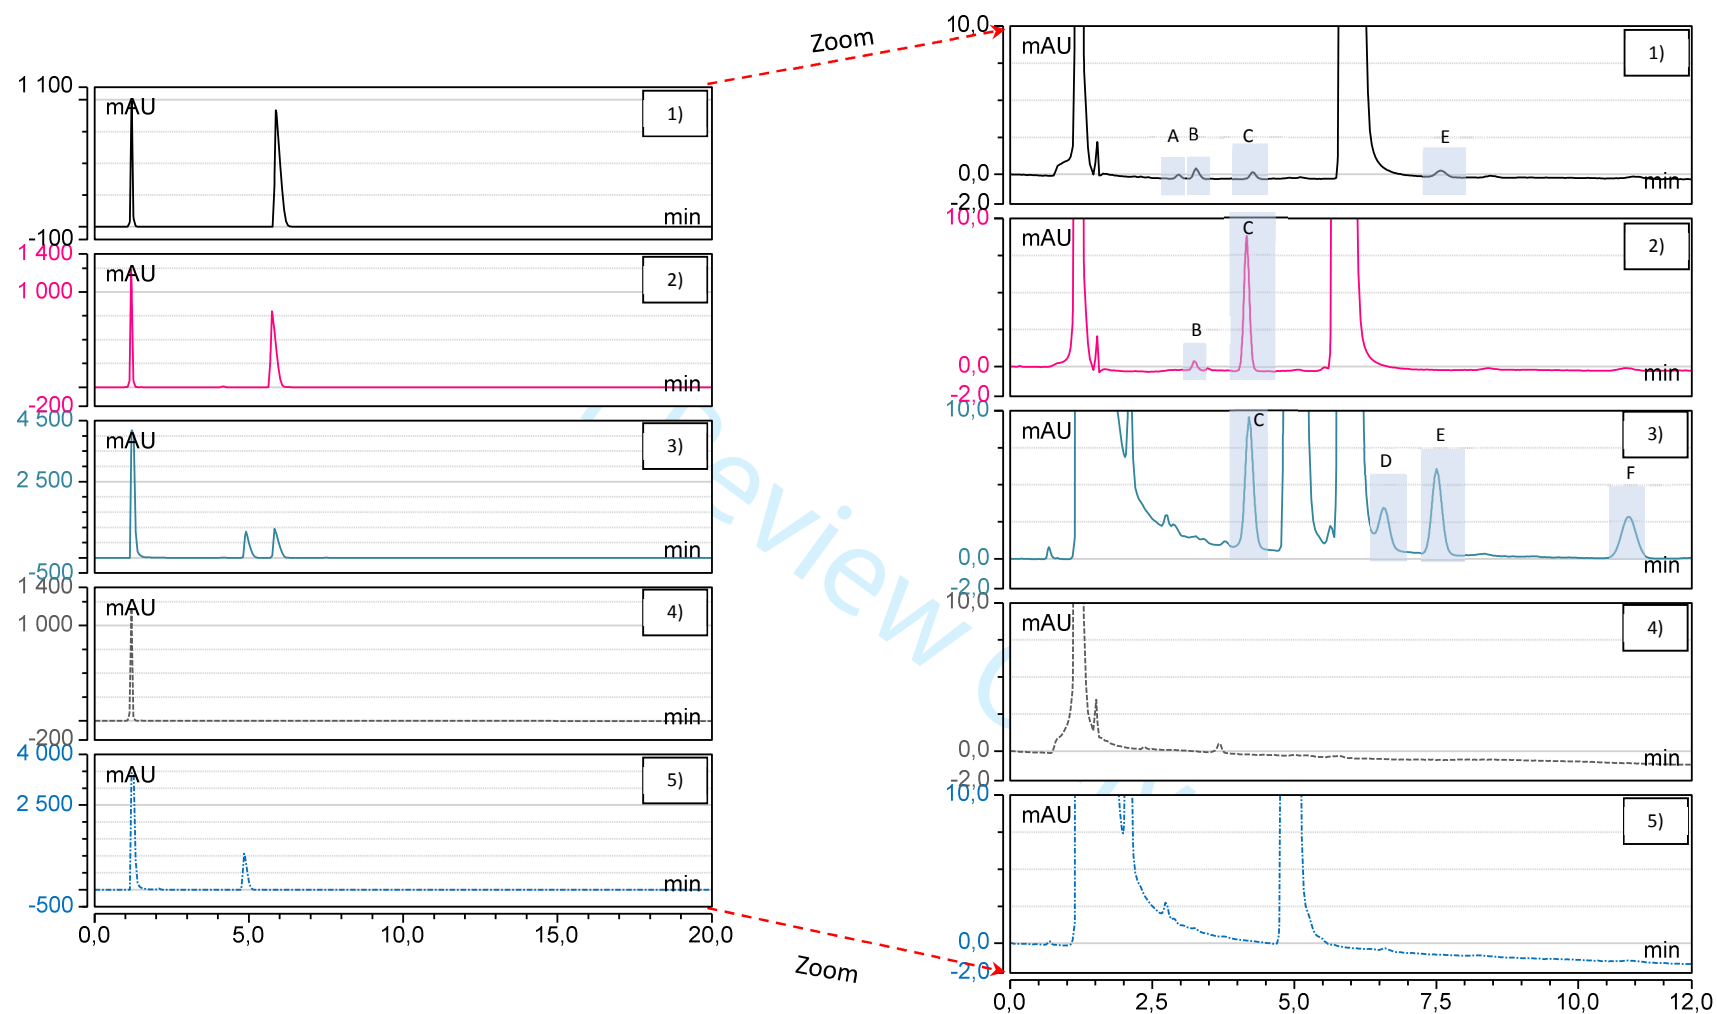 Zoom
1 100
mAU
1)
min
-100
1 400
mAU
2)
1 000
min
-200
4 500
mAU
3)
2 500
min
-500
1 400
mAU
4)
1 000
min
-200
4 000
mAU
5)
2 500
min
-500
0,0 5,0 10,0 15,0 20,0
Zoom
10,0
mAU
1)
A B C E
0,0
min
-2,0
10,0
mAU
C
2)
B
0,0
min
-2,0
10,0
mAU
C
3)
D E F
0,0
min
-2,0
10,0
mAU
4)
0,0
min
-2,0
10,0
mAU
5)
0,0
min
-2,0
0,0 2,5 5,0 7,5 10,0 12,0